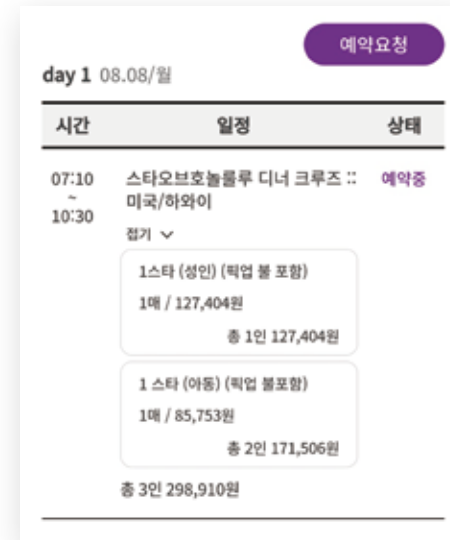 예약요청
day 1 08.08/월
시간 일정 상태
07:10 ~ 10:30 스타오브호놀룰루 디너 크루즈 :: 예약중
미국/하와이
접기
1스타 (성인) (픽업 불 포함)
1매 / 127,404원
총 1인 127,404원
1 스타 (아동) (픽업 불포함)
1매 / 85,753원
총 2인 171,506원
총 3인 298,910원